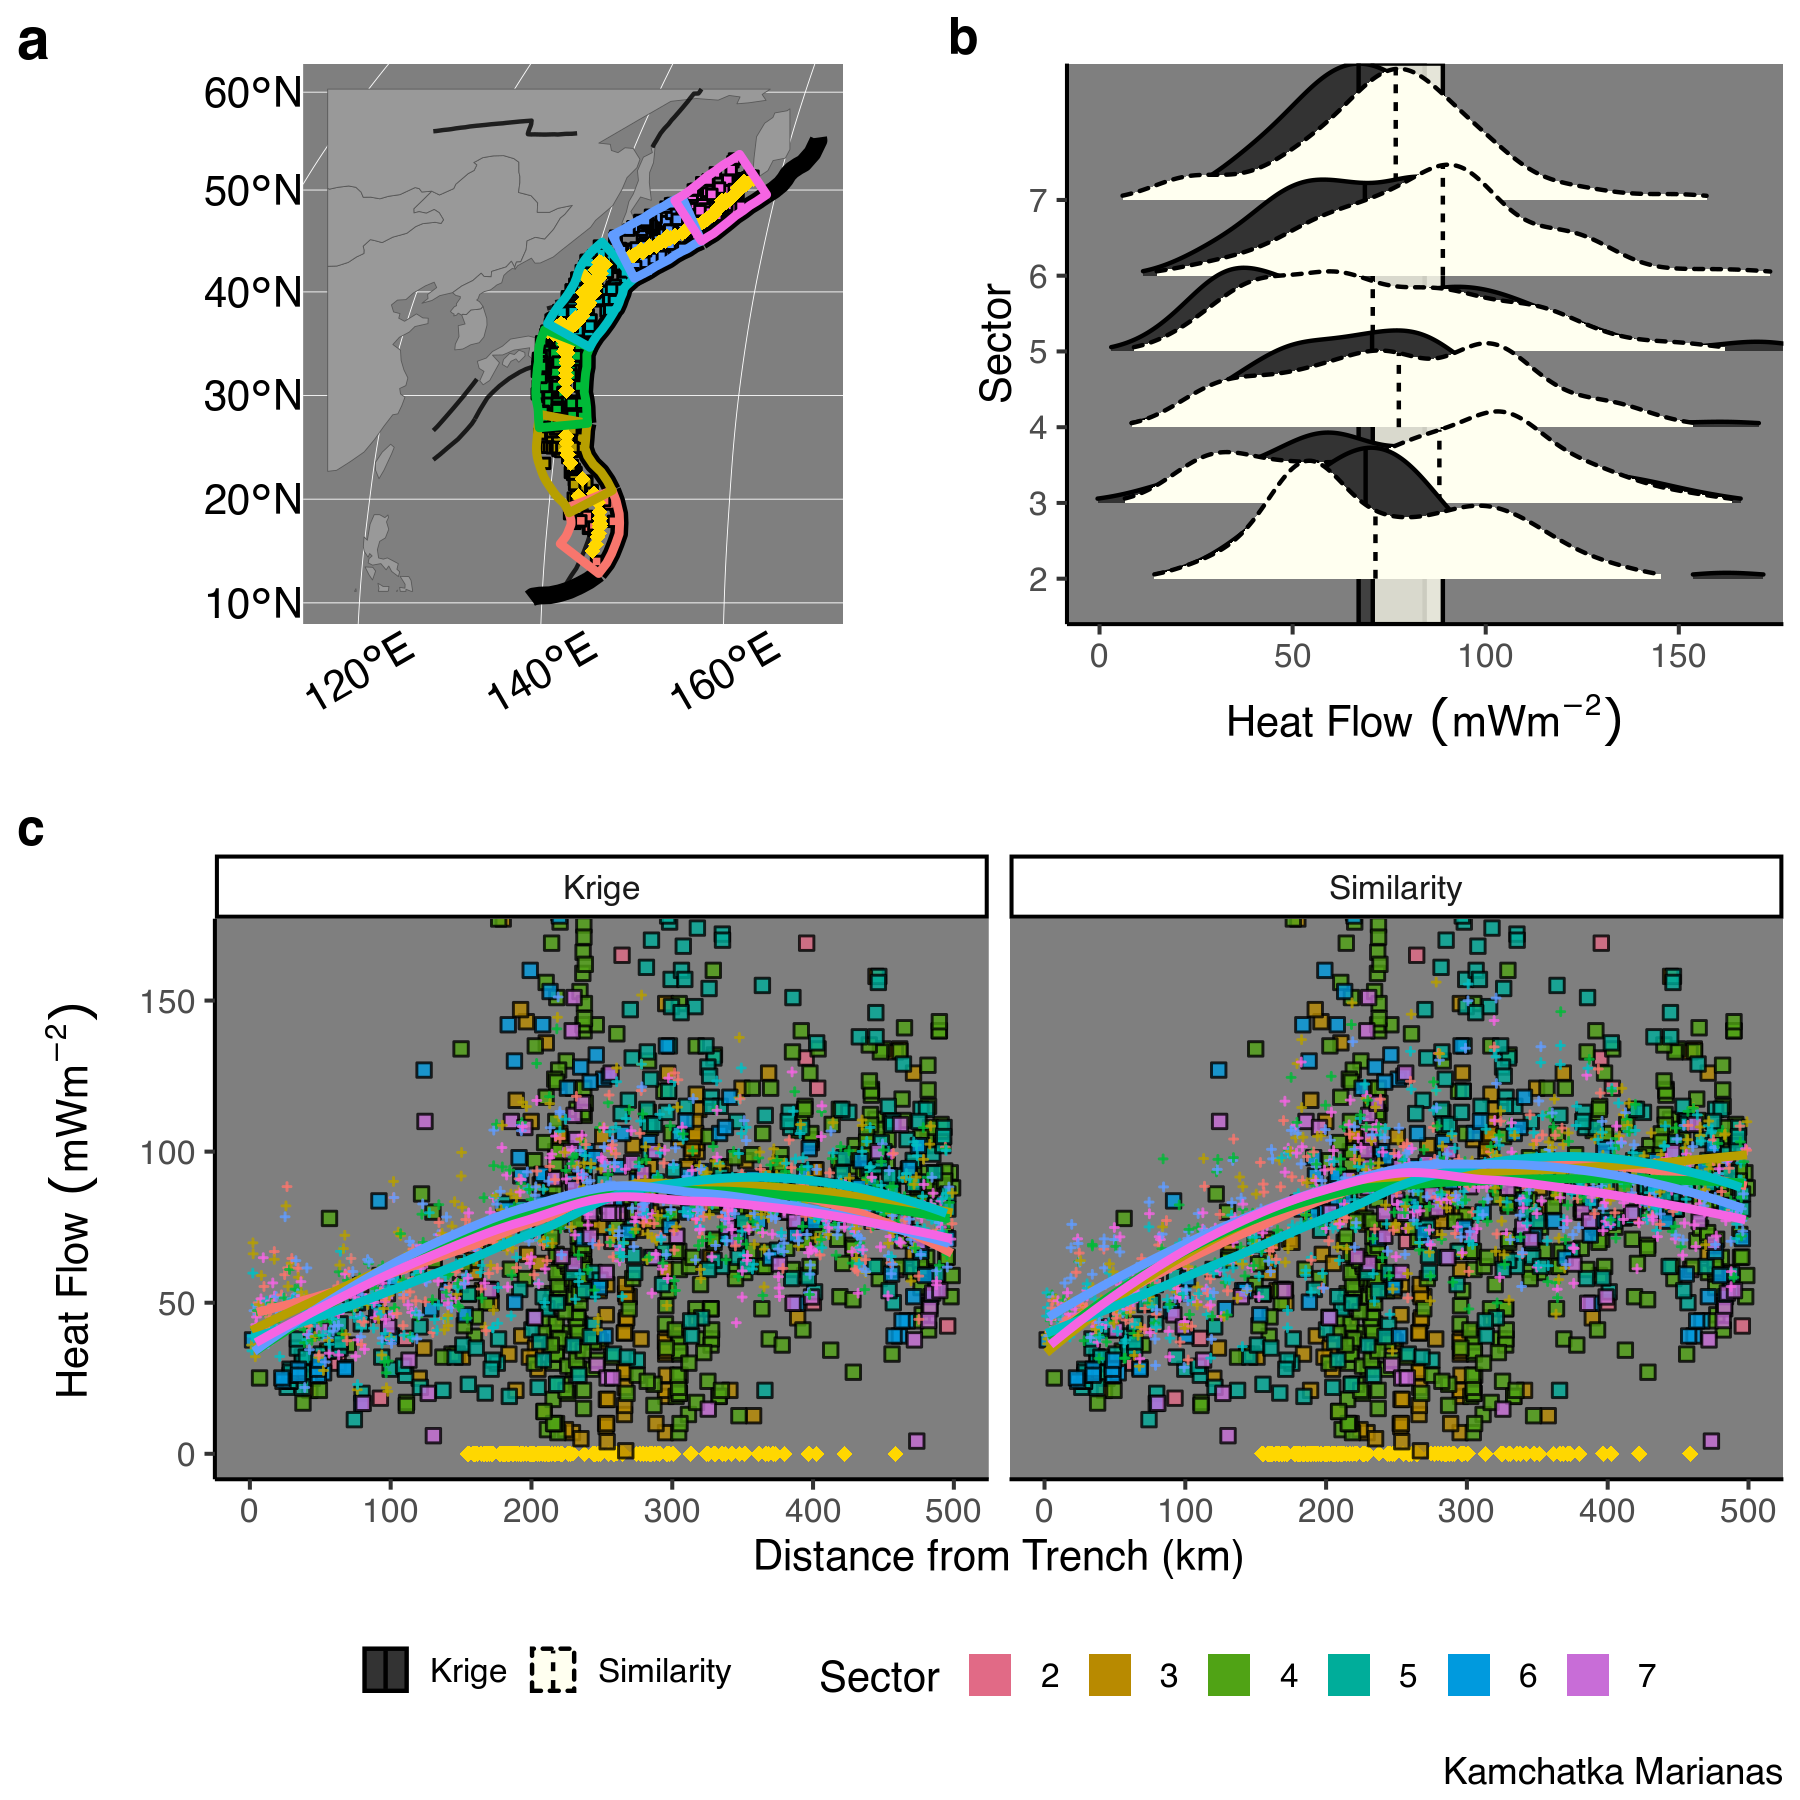 a
60°N
50°N
40°N
30°N
20°N
10°N
120°E
140°E
160°E
b
Sector
7
6
5
4
3
2
0
50
100
150
Heat Flow (mWm−2)
c
Krige
Similarity
Heat Flow (mWm−2)
150
100
50
0
0 100 200 300 400 500
0 100 200 300 400 500
Distance from Trench (km)
Krige Similarity
Sector 2 3 4 5 6 7
Kamchatka Marianas